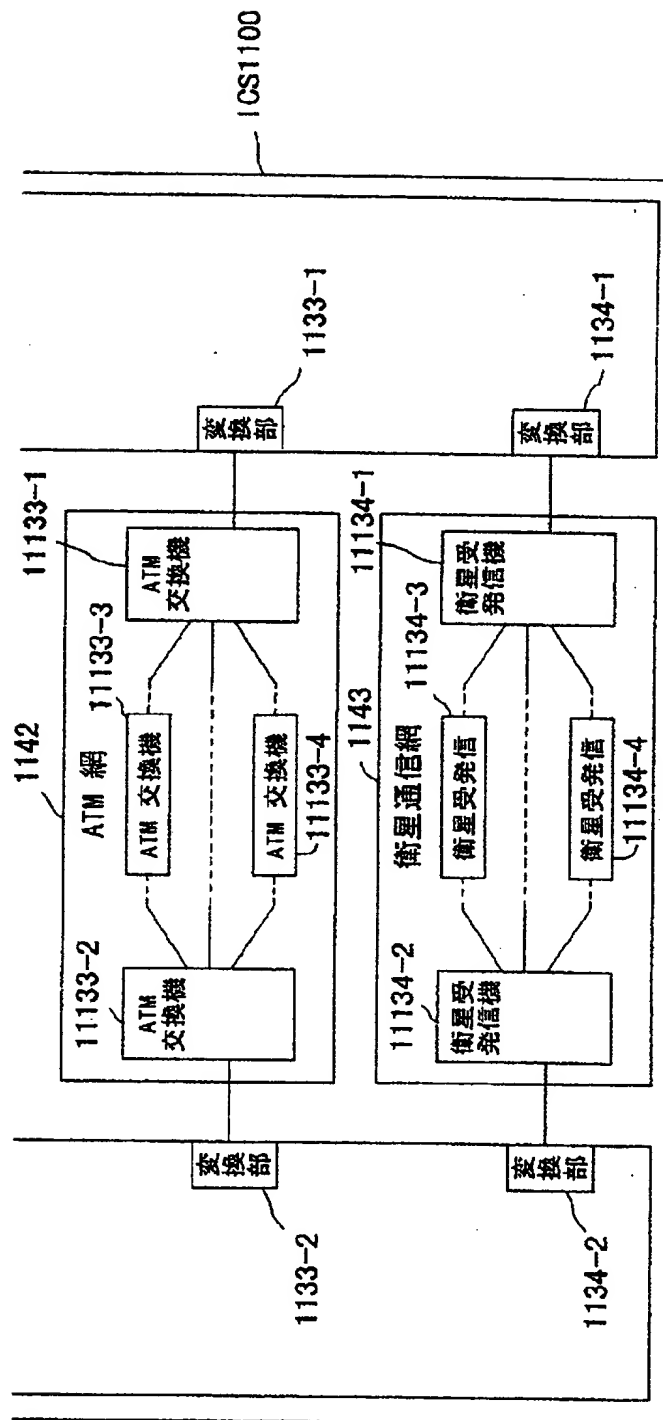 ICS1100
1133-1
変換部
1134-1
変換部
1142
ATM 網
11133-1
ATM
交換機
11133-3
ATM 交換機
ATM 交換機
11133-4
11133-2
ATM
交換機
1143
衛星通信網
11134-1
衛星受
発信機
11134-3
衛星受発信
衛星受発信
11134-4
11134-2
衛星受
発信機
変換部
1133-2
変換部
1134-2